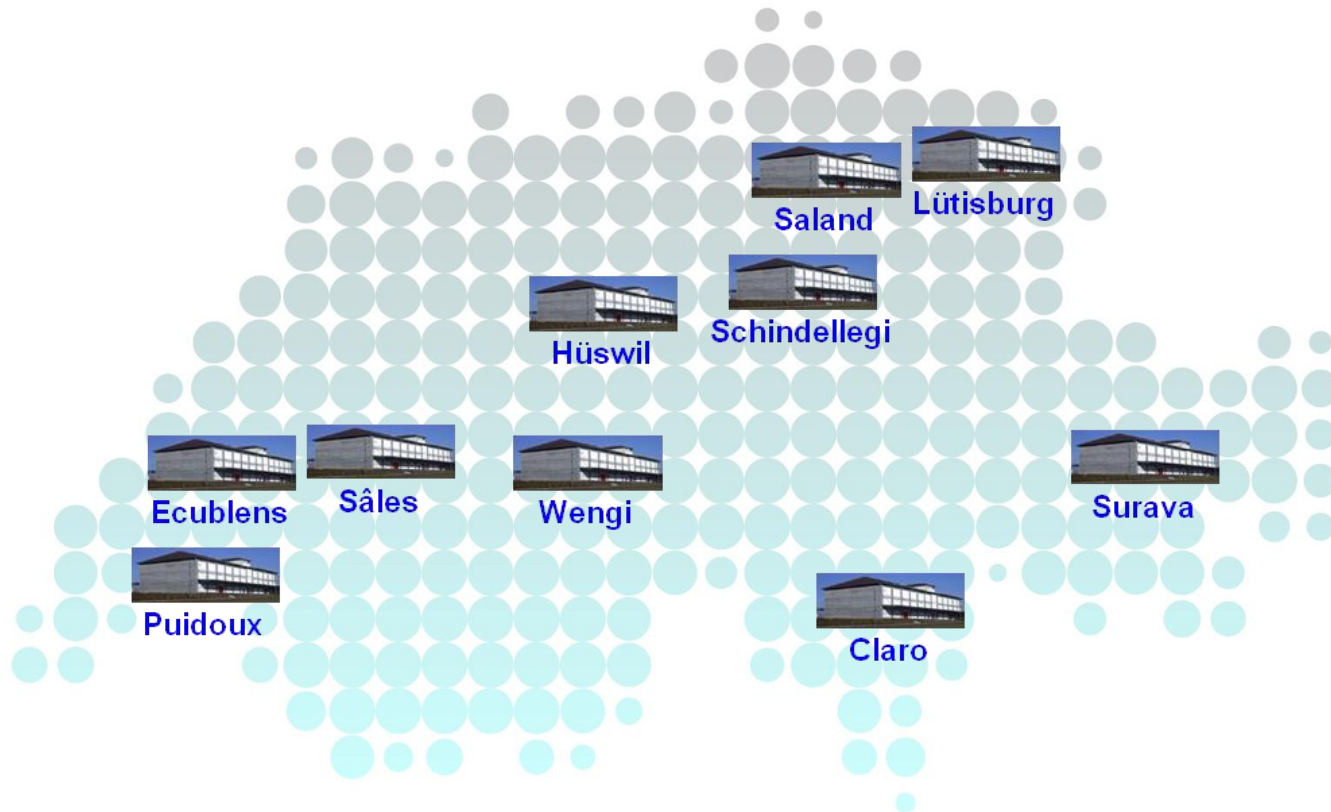 Lütisburg
Saland
Schindellegi
Hüswil
Ecublens
Sâles
Wengi
Surava
Puidoux
Claro